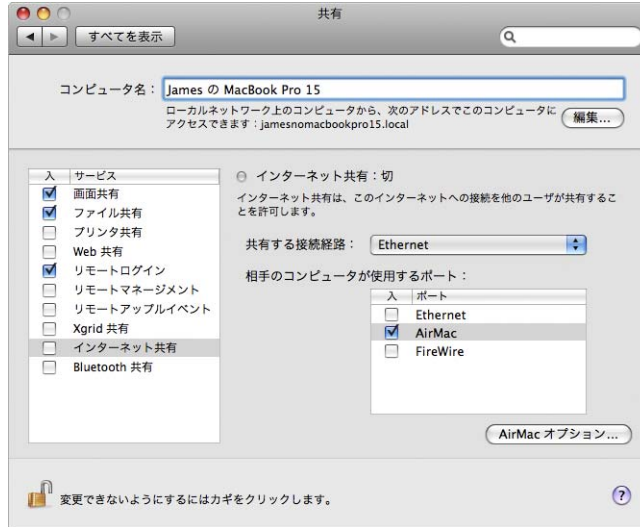 共有
すべてを表示
コンピュータ名：
James の MacBook Pro 15
ローカルネットワーク上のコンピュータから、次のアドレスでこのコンピュータに
アクセスできます：jamesnomacbookpro15.local
編集...
入 サービス
画面共有
ファイル共有
プリンタ共有
Web 共有
リモートログイン
リモートマネージメント
リモートアップルイベント
Xgrid 共有
インターネット共有
Bluetooth 共有
インターネット共有：切
インターネット共有は、このインターネットへの接続を他のユーザが共有するこ
とを許可します。
共有する接続経路：
Ethernet
相手のコンピュータが使用するポート：
入 ポート
Ethernet
AirMac
FireWire
AirMac オプション...
変更できないようにするにはカギをクリックします。
?